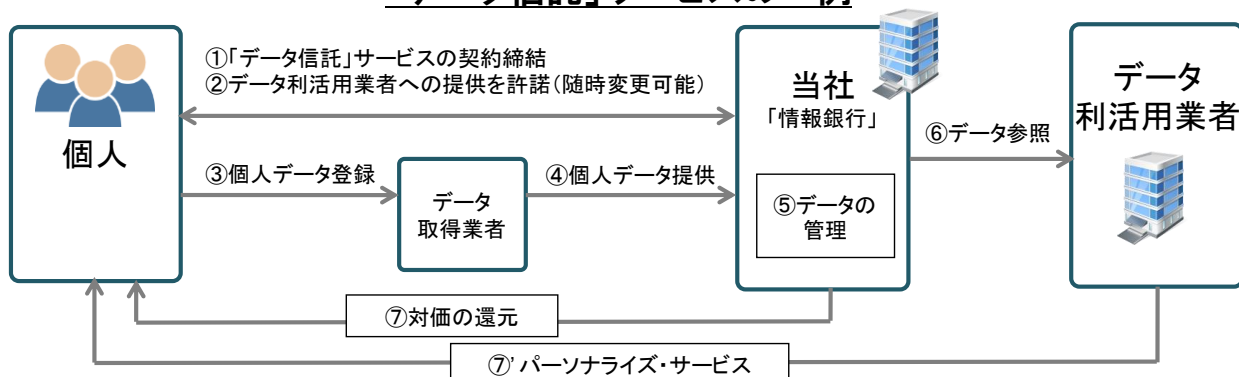 ①「データ信託」サービスの契約締結
②データ利活用業者への提供を許諾(随時変更可能)
個人
当社
「情報銀行」
データ
利活用業者
③個人データ登録
④個人データ提供
⑥データ参照
データ
取得業者
⑤データの
管理
⑦対価の還元
⑦’パーソナライズ・サービス